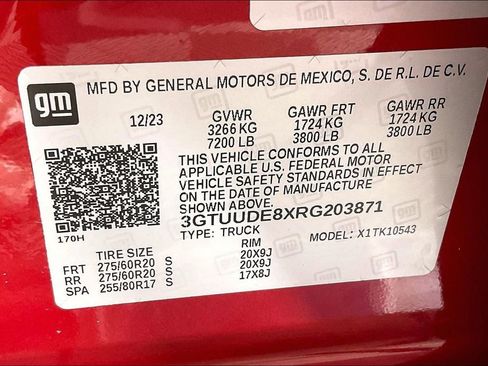 gm
MFD BY GENERAL MOTORS DE MEXICO, S. DE R.L. DE C.V.
12/23 GVWR GAWR FRT GAWR RR
3266 KG 1724 KG 1724 KG
7200 LB 3800 LB 3800 LB
THIS VEHICLE CONFORMS TO ALL
APPLICABLE U.S. FEDERAL MOTOR
VEHICLE SAFETY STANDARDS IN EFFECT
ON THE DATE OF MANUFACTURE
SHOWN ABOVE.
3GTUUDE8XRG203871
170H
TYPE: TRUCK MODEL: X1TK10543
TIRE SIZE RIM
FRT 275/60R20 S 20X9J
RR 275/60R20 S 20X9J
SPA 255/80R17 S 17X8J